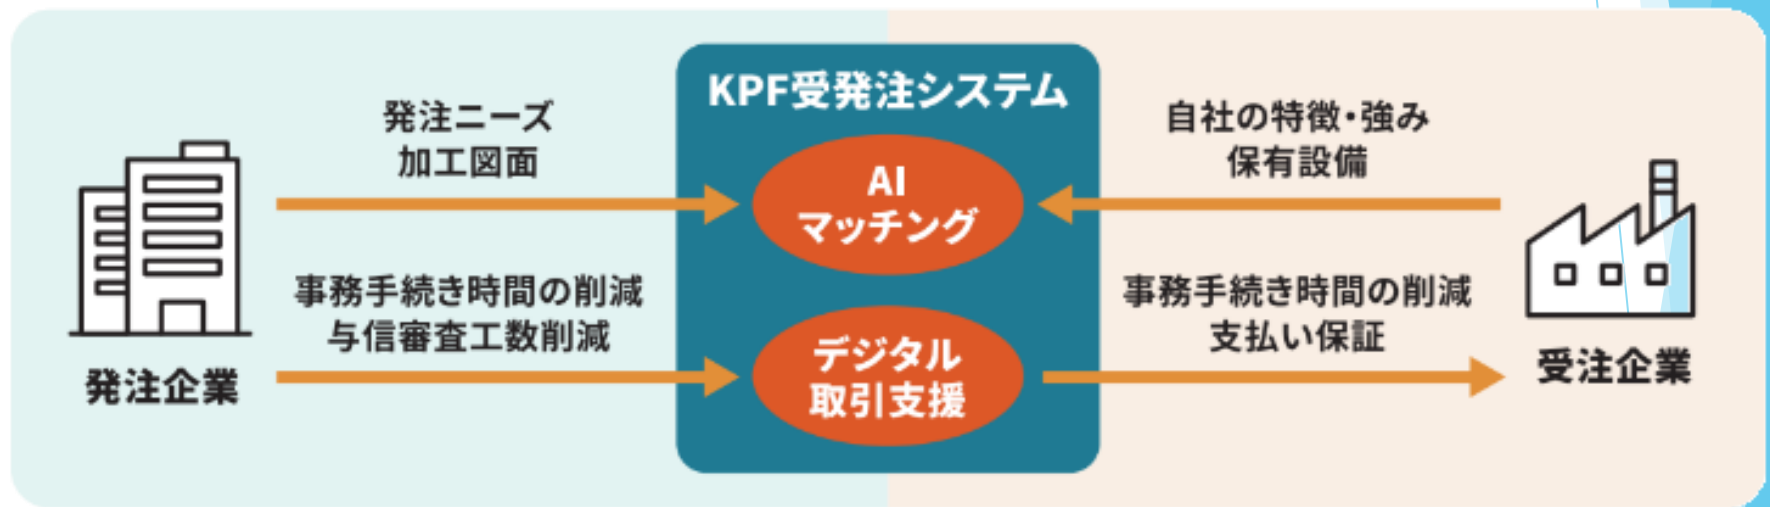 KPF受発注システム
発注ニーズ
加工図面
AI
マッチング
自社の特徴・強み
保有設備
事務手続き時間の削減
与信審査工数削減
デジタル
取引支援
事務手続き時間の削減
支払い保証
発注企業
受注企業